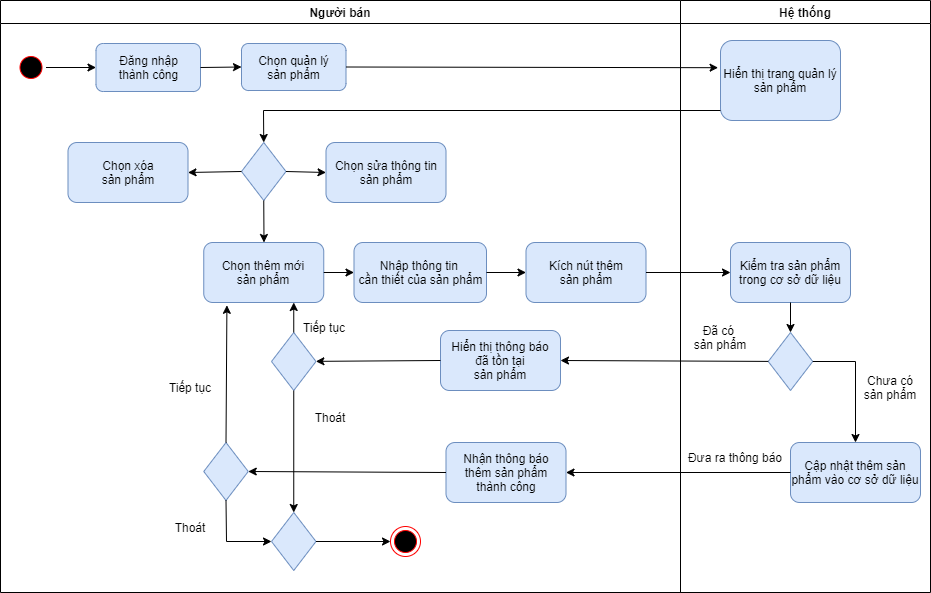 Người bán
Hệ thống
Đăng nhập
thành công
Chọn quản lý
sản phẩm
Hiển thị trang quản lý
sản phẩm
Chọn xóa
sản phẩm
Chọn sửa thông tin
sản phẩm
Chọn thêm mới
sản phẩm
Nhập thông tin
cần thiết của sản phẩm
Kích nút thêm
sản phẩm
Kiểm tra sản phẩm
trong cơ sở dữ liệu
Tiếp tục
Hiển thị thông báo
đã tồn tại
sản phẩm
Đã có
sản phẩm
Chưa có
sản phẩm
Tiếp tục
Thoát
Nhận thông báo
thêm sản phẩm
thành công
Đưa ra thông báo
Cập nhật thêm sản
phẩm vào cơ sở dữ liệu
Thoát